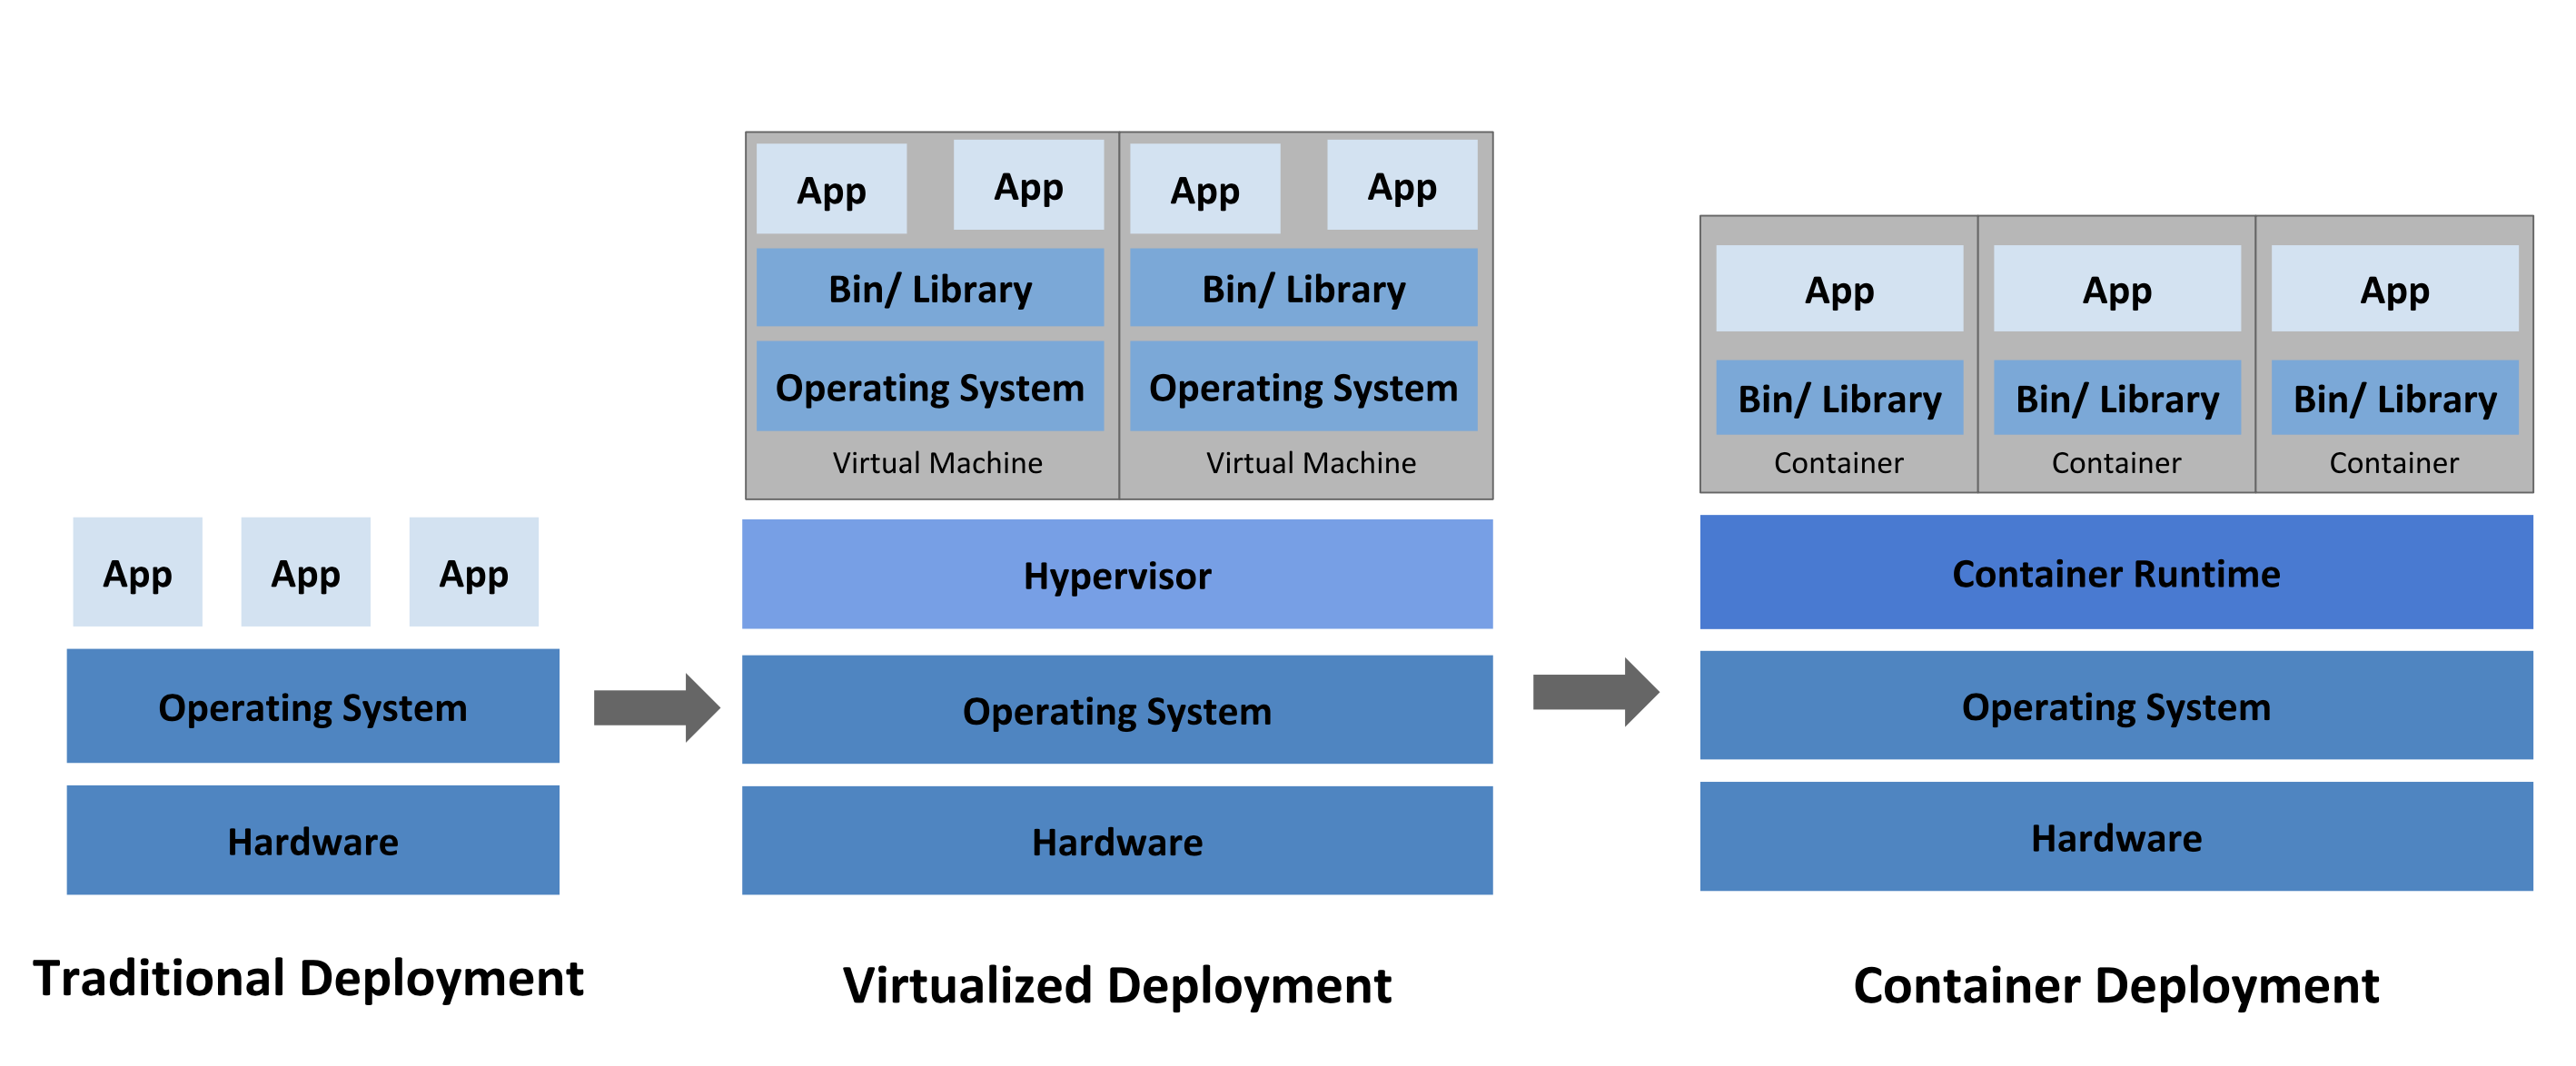 App App App
Operating System
Hardware
Traditional Deployment
App App App App
Bin/ Library Bin/ Library
Operating System Operating System
Virtual Machine Virtual Machine
Hypervisor
Operating System
Hardware
Virtualized Deployment
App App App
Bin/ Library Bin/ Library Bin/ Library
Container Container Container
Container Runtime
Operating System
Hardware
Container Deployment